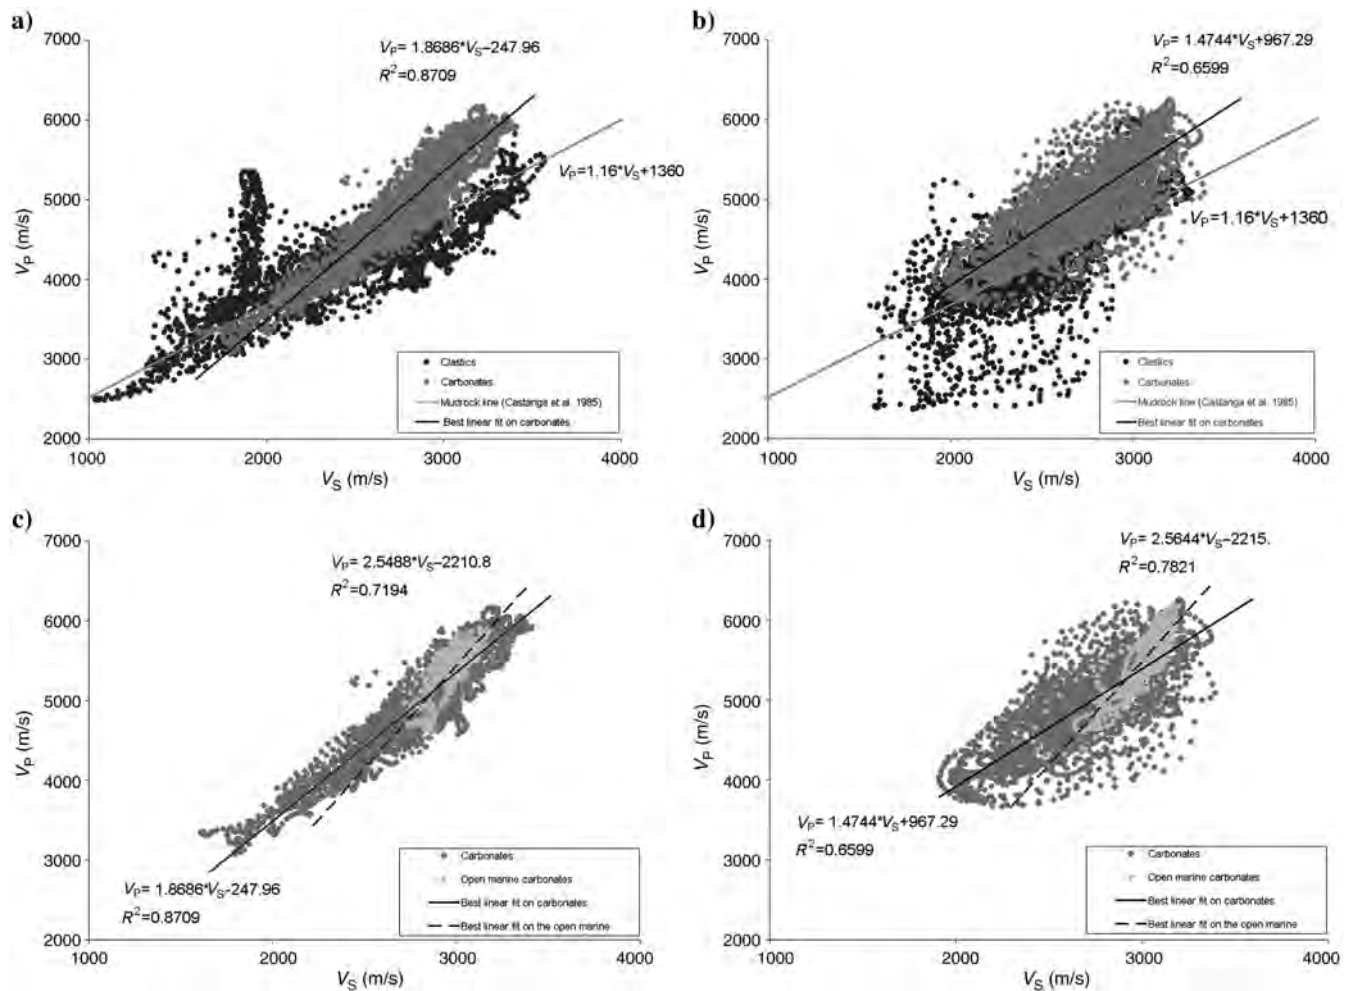 a)
7000
6000
5000
4000
3000
2000
1000
2000
3000
4000
V_P (m/s)
V_S (m/s)
V_P= 1.8686*V_S−247.96
R²=0.8709
V_P=1.16*V_S+1360
Clastics
Carbonates
Mudrock line (Castanga et al. 1985)
Best linear fit on carbonates
b)
7000
6000
5000
4000
3000
2000
1000
2000
3000
4000
V_P (m/s)
V_S (m/s)
V_P= 1.4744*V_S+967.29
R²=0.6599
V_P=1.16*V_S+1360
Clastics
Carbonates
Mudrock line (Castanga et al. 1985)
Best linear fit on carbonates
c)
7000
6000
5000
4000
3000
2000
1000
2000
3000
4000
V_P (m/s)
V_S (m/s)
V_P= 2.5488*V_S−2210.8
R²=0.7194
V_P= 1.8686*V_S−247.96
R²=0.8709
Carbonates
Open marine carbonates
Best linear fit on carbonates
Best linear fit on the open marine
d)
7000
6000
5000
4000
3000
2000
1000
2000
3000
4000
V_P (m/s)
V_S (m/s)
V_P= 2.5644*V_S−2215.
R²=0.7821
V_P= 1.4744*V_S+967.29
R²=0.6599
Carbonates
Open marine carbonates
Best linear fit on carbonates
Best linear fit on the open marine